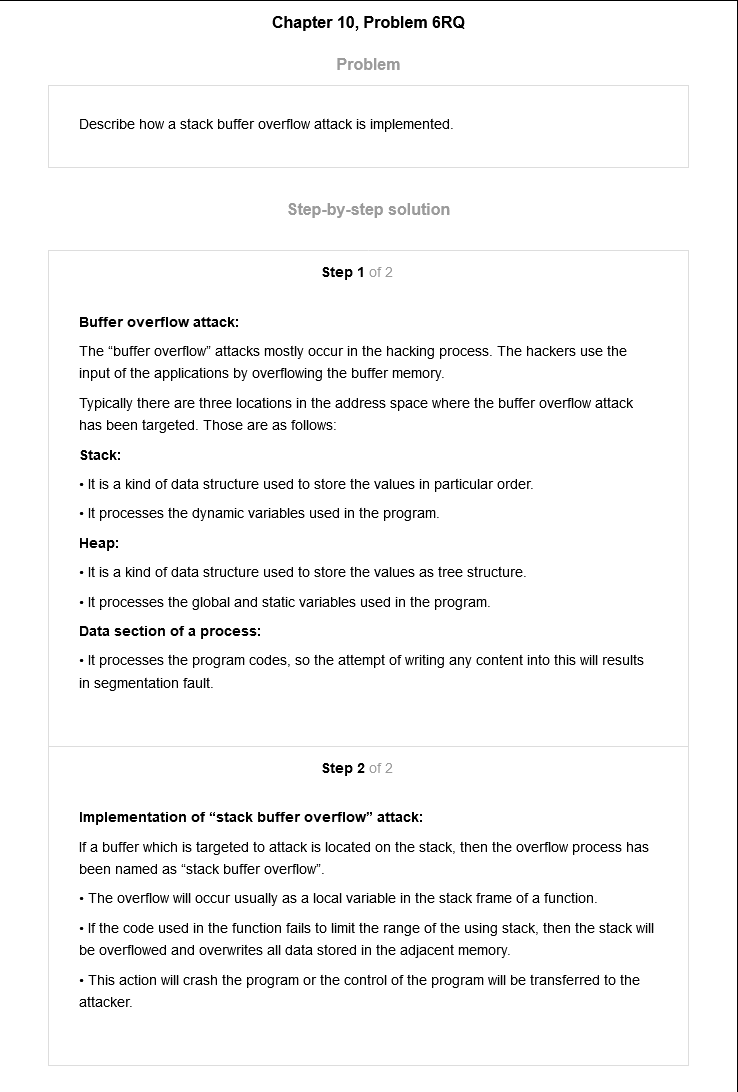 Chapter 10, Problem 6RQ
Problem
Describe how a stack buffer overflow attack is implemented.
Step-by-step solution
Step 1 of 2
Buffer overflow attack:
The “buffer overflow” attacks mostly occur in the hacking process. The hackers use the
input of the applications by overflowing the buffer memory.
Typically there are three locations in the address space where the buffer overflow attack
has been targeted. Those are as follows:
Stack:
• It is a kind of data structure used to store the values in particular order.
• It processes the dynamic variables used in the program.
Heap:
• It is a kind of data structure used to store the values as tree structure.
• It processes the global and static variables used in the program.
Data section of a process:
• It processes the program codes, so the attempt of writing any content into this will results
in segmentation fault.
Step 2 of 2
Implementation of “stack buffer overflow” attack:
If a buffer which is targeted to attack is located on the stack, then the overflow process has
been named as “stack buffer overflow”.
• The overflow will occur usually as a local variable in the stack frame of a function.
• If the code used in the function fails to limit the range of the using stack, then the stack will
be overflowed and overwrites all data stored in the adjacent memory.
• This action will crash the program or the control of the program will be transferred to the
attacker.